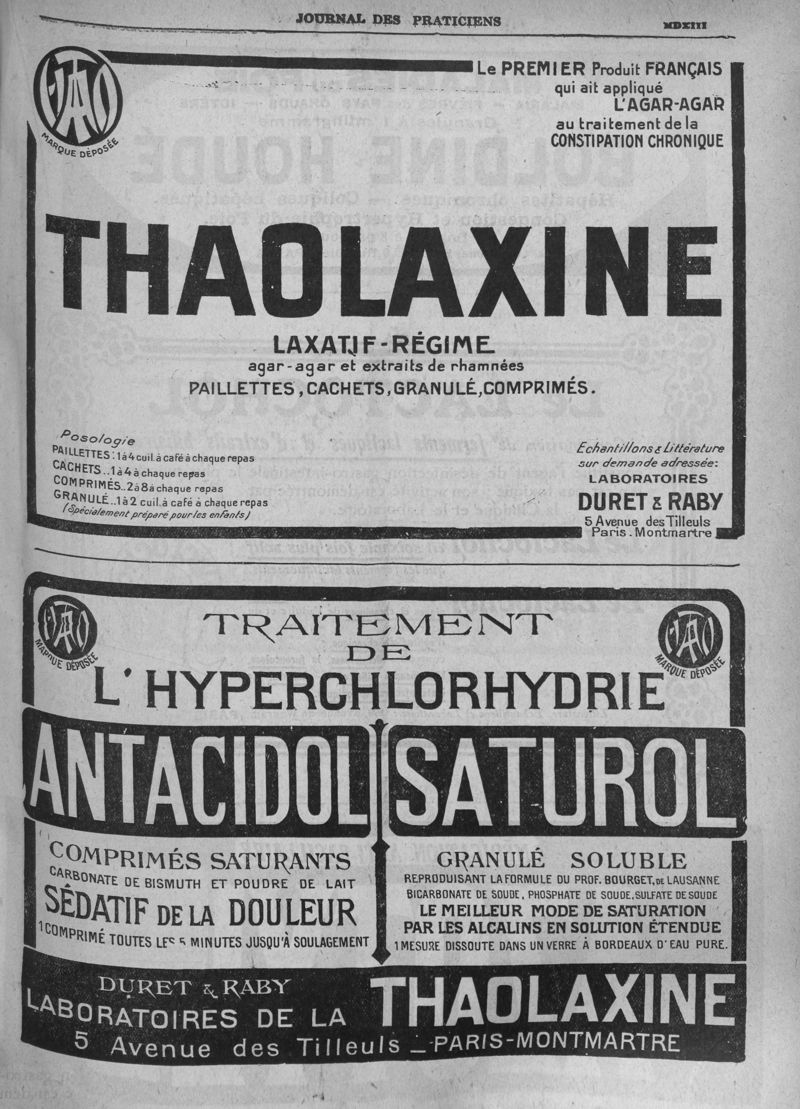 JOURNAL DES PRATICIENS
MDXIII
MARQUE DÉPOSÉE
Le PREMIER Produit FRANÇAIS
qui ait appliqué
L'AGAR-AGAR
au traitement de la
CONSTIPATION CHRONIQUE
THAOLAXINE
LAXATIF-RÉGIME
agar-agar et extraits de rhamnées
PAILLETTES, CACHETS, GRANULÉ, COMPRIMÉS.
Posologie
PAILLETTES: 1 à 4 cuil. à café à chaque repas
CACHETS.. 1 à 4 à chaque repas
COMPRIMÉS.. 2 à 8 à chaque repas
GRANULÉ.. 1 à 2 cuil. à café à chaque repas
(Spécialement préparé pour les enfants)
Echantillons & Littérature
sur demande adressée:
LABORATOIRES
DURET & RABY
5 Avenue des Tilleuls
Paris. Montmartre
MARQUE DÉPOSÉE
MARQUE DÉPOSÉE
TRAITEMENT
DE
L'HYPERCHLORHYDRIE
ANTACIDOL
COMPRIMÉS SATURANTS
CARBONATE DE BISMUTH ET POUDRE DE LAIT
SÉDATIF DE LA DOULEUR
1 COMPRIMÉ TOUTES LES 5 MINUTES JUSQU'À SOULAGEMENT
SATUROL
GRANULÉ SOLUBLE
REPRODUISANT LA FORMULE DU PROF. BOURGET, DE LAUSANNE
BICARBONATE DE SOUDE, PHOSPHATE DE SOUDE, SULFATE DE SOUDE
LE MEILLEUR MODE DE SATURATION
PAR LES ALCALINS EN SOLUTION ÉTENDUE
1 MESURE DISSOUTE DANS UN VERRE À BORDEAUX D'EAU PURE.
DURET & RABY
LABORATOIRES DE LA THAOLAXINE
5 Avenue des Tilleuls _ PARIS-MONTMARTRE